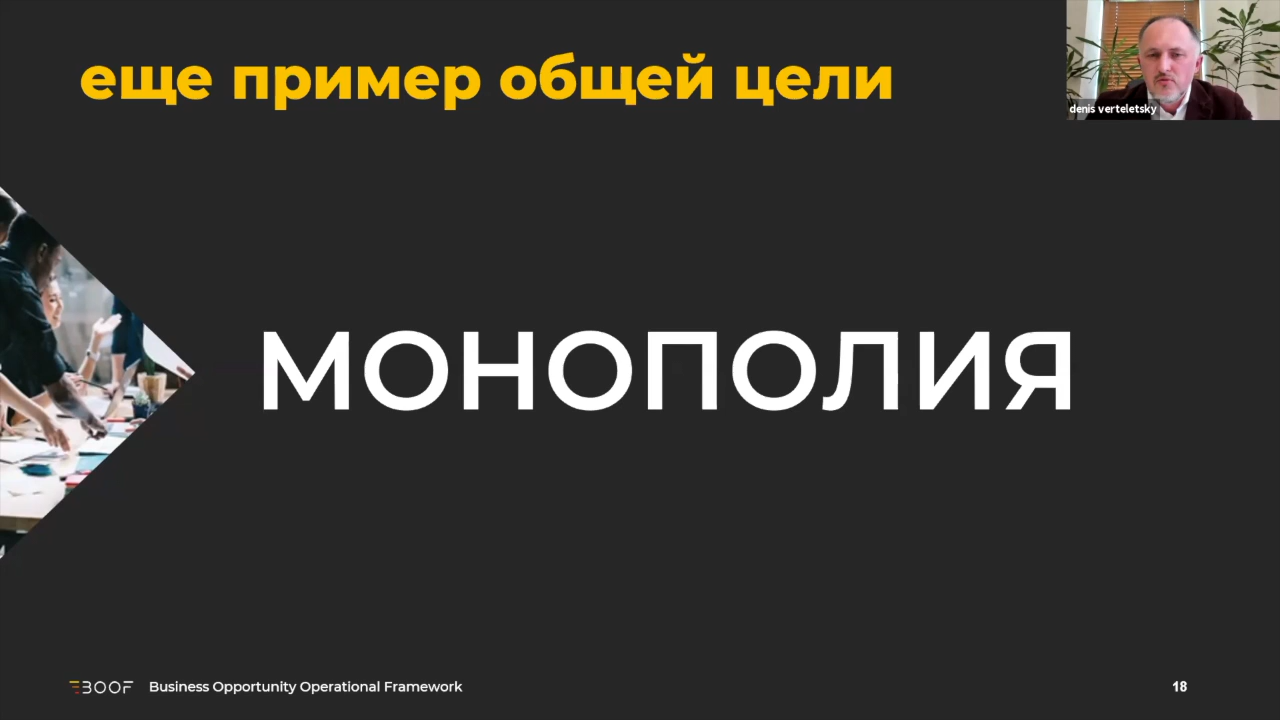 еще пример общей цели
denis verteletsky
МОНОПОЛИЯ
BOOF Business Opportunity Operational Framework
18